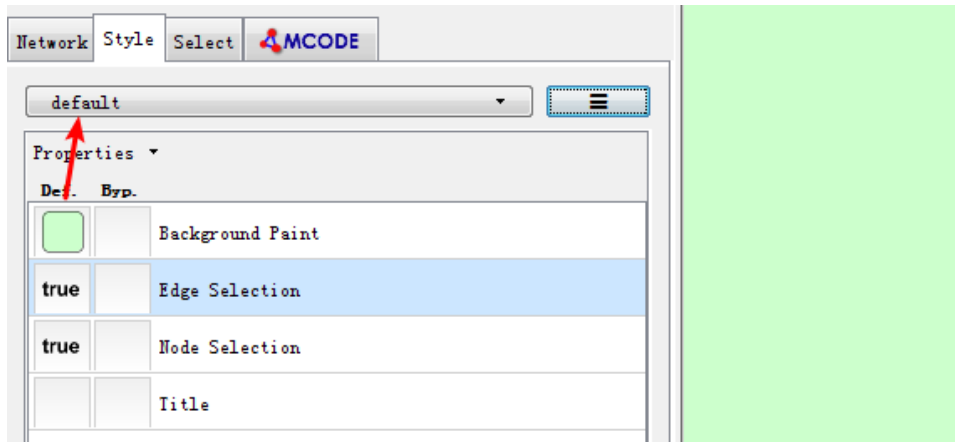 Network Style Select MCODE
default
Properties
Def. Byp.
Background Paint
true Edge Selection
true Node Selection
Title